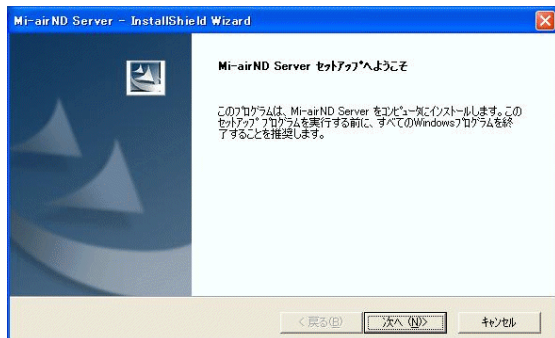 Mi-airND Server - InstallShield Wizard
Mi-airND Server ｾｯﾄｱｯﾌﾟへようこそ
このﾌﾟﾛｸﾞﾗﾑは、Mi-airND Server をｺﾝﾋﾟｭｰﾀにインストールします。この
ｾｯﾄｱｯﾌﾟ ﾌﾟﾛｸﾞﾗﾑを実行する前に、すべてのWindowsﾌﾟﾛｸﾞﾗﾑを終
了することを推奨します。
< 戻る(B)
次へ (N)>
ｷｬﾝｾﾙ